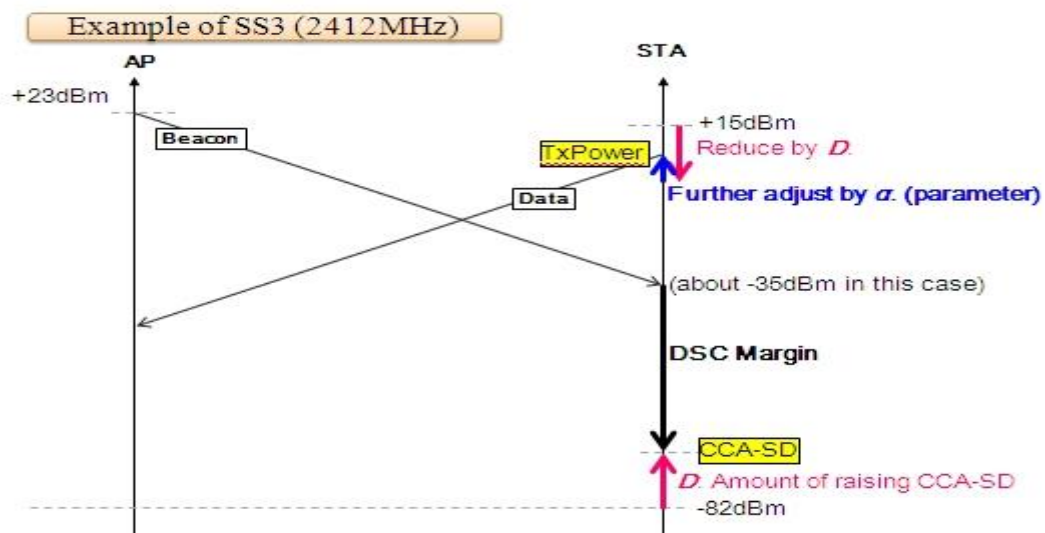 Example of SS3 (2412MHz)
AP
STA
+23dBm
+15dBm
Beacon
Reduce by D.
TxPower
Further adjust by α. (parameter)
Data
(about -35dBm in this case)
DSC Margin
CCA-SD
D: Amount of raising CCA-SD
-82dBm